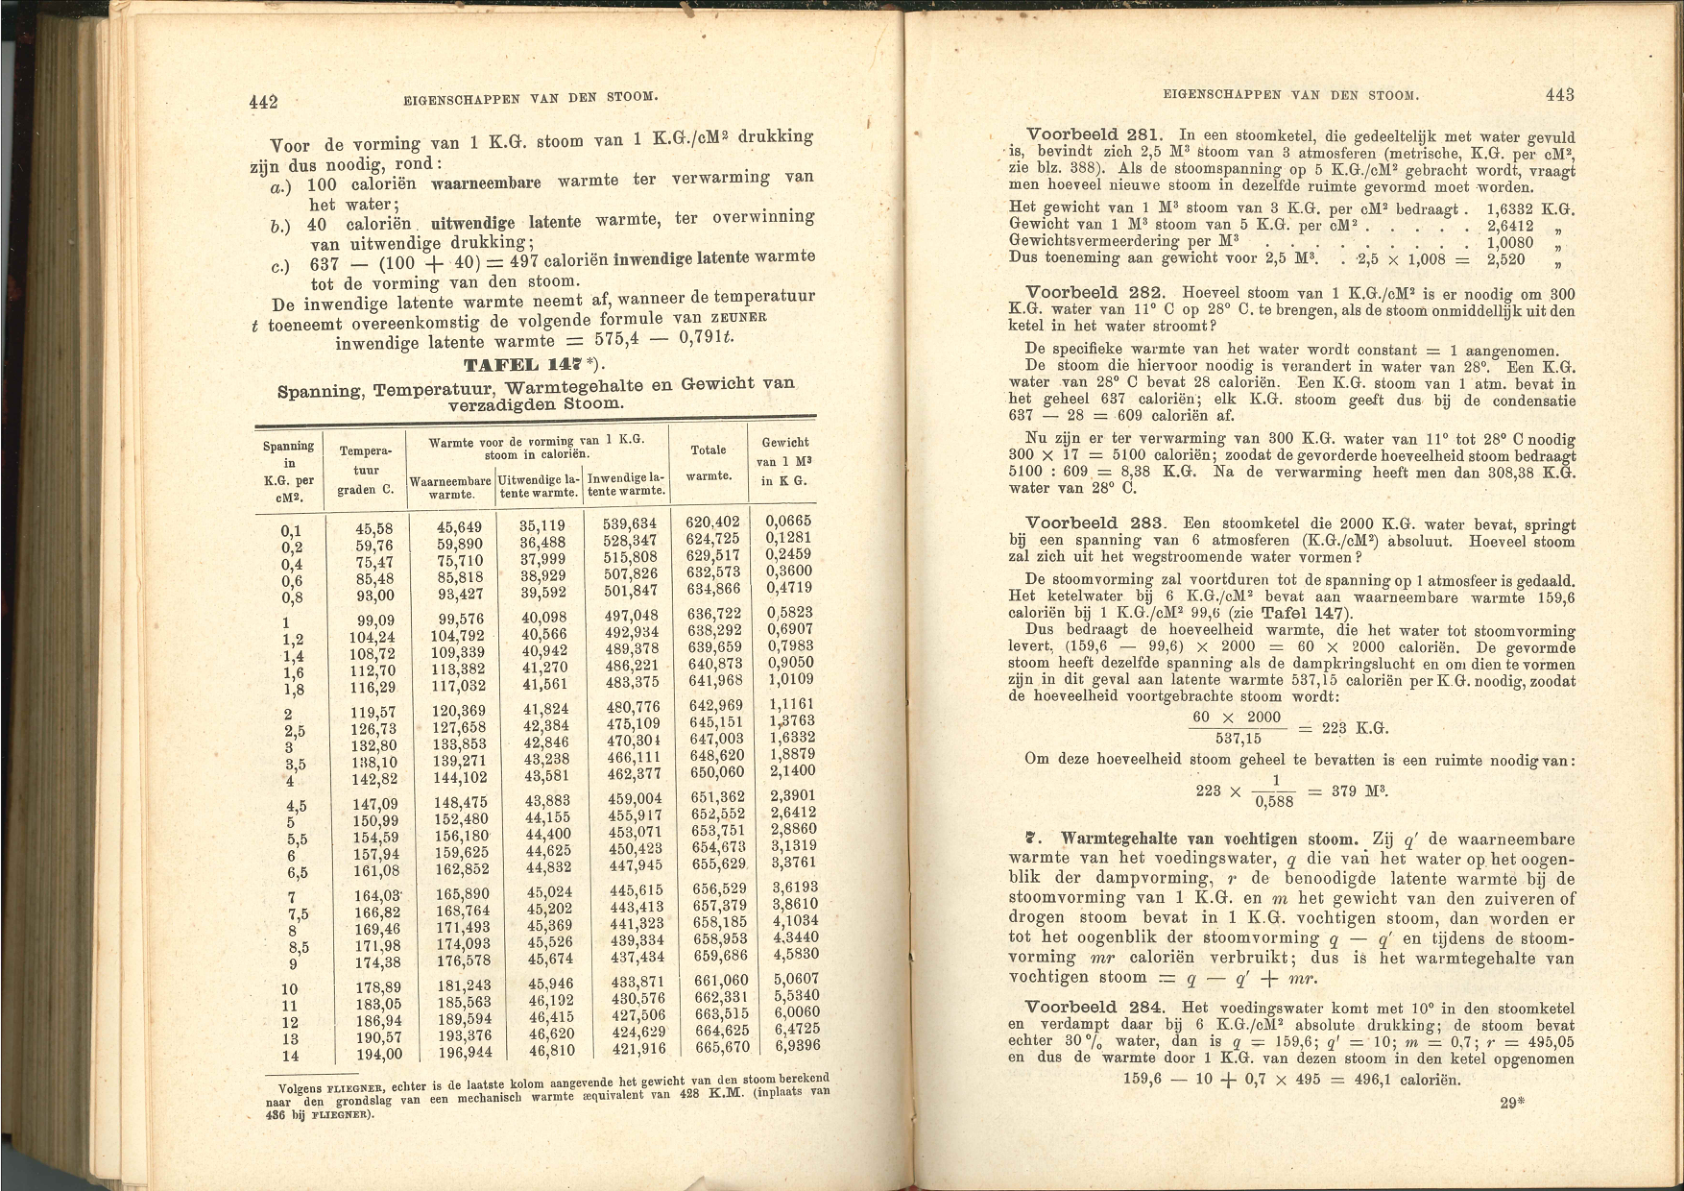 442 EIGENSCHAPPEN VAN DEN STOOM.
Voor de vorming van 1 K.G. stoom van 1 K.G./cM² drukking
zijn dus noodig, rond:
a.) 100 caloriën waarneembare warmte ter verwarming van
het water;
b.) 40 caloriën uitwendige latente warmte, ter overwinning
van uitwendige drukking;
c.) 637 — (100 + 40) = 497 caloriën inwendige latente warmte
tot de vorming van den stoom.
De inwendige latente warmte neemt af, wanneer de temperatuur
t toeneemt overeenkomstig de volgende formule van ZEUNER
inwendige latente warmte = 575,4 — 0,791t.
TAFEL 147*).
Spanning, Temperatuur, Warmtegehalte en Gewicht van
verzadigden Stoom.
Spanning in K.G. per cM². Tempera- tuur graden C. Warmte voor de vorming van 1 K.G. stoom in caloriën. Totale warmte. Gewicht van 1 M³ in K G.
Waarneembare warmte. Uitwendige la- tente warmte. Inwendige la- tente warmte.
0,1 45,58 45,649 35,119 539,634 620,402 0,0665
0,2 59,76 59,890 36,488 528,347 624,725 0,1281
0,4 75,47 75,710 37,999 515,808 629,517 0,2459
0,6 85,48 85,818 38,929 507,826 632,573 0,3600
0,8 93,00 93,427 39,592 501,847 634,866 0,4719
1 99,09 99,576 40,098 497,048 636,722 0,5823
1,2 104,24 104,792 40,566 492,934 638,292 0,6907
1,4 108,72 109,339 40,942 489,378 639,659 0,7983
1,6 112,70 113,382 41,270 486,221 640,873 0,9050
1,8 116,29 117,032 41,561 483,375 641,968 1,0109
2 119,57 120,369 41,824 480,776 642,969 1,1161
2,5 126,73 127,658 42,384 475,109 645,151 1,3763
3 132,80 133,853 42,846 470,304 647,003 1,6332
3,5 138,10 139,271 43,238 466,111 648,620 1,8879
4 142,82 144,102 43,581 462,377 650,060 2,1400
4,5 147,09 148,475 43,883 459,004 651,362 2,3901
5 150,99 152,480 44,155 455,917 652,552 2,6412
5,5 154,59 156,180 44,400 453,071 653,751 2,8860
6 157,94 159,625 44,625 450,423 654,673 3,1319
6,5 161,08 162,852 44,832 447,945 655,629 3,3761
7 164,03 165,890 45,024 445,615 656,529 3,6193
7,5 166,82 168,764 45,202 443,413 657,379 3,8610
8 169,46 171,493 45,369 441,323 658,185 4,1034
8,5 171,98 174,093 45,526 439,334 658,953 4,3440
9 174,38 176,578 45,674 437,434 659,686 4,5830
10 178,89 181,243 45,946 433,871 661,060 5,0607
11 183,05 185,563 46,192 430,576 662,331 5,5340
12 186,94 189,594 46,415 427,506 663,515 6,0060
13 190,57 193,376 46,620 424,629 664,625 6,4725
14 194,00 196,944 46,810 421,916 665,670 6,9396
Volgens FLIEGNER, echter is de laatste kolom aangevende het gewicht van den stoom berekend
naar den grondslag van een mechanisch warmte æquivalent van 428 K.M. (inplaats van
436 bij FLIEGNER).
EIGENSCHAPPEN VAN DEN STOOM. 443
Voorbeeld 281. In een stoomketel, die gedeeltelijk met water gevuld
is, bevindt zich 2,5 M³ stoom van 3 atmosferen (metrische, K.G. per cM²,
zie blz. 388). Als de stoomspanning op 5 K.G./cM² gebracht wordt, vraagt
men hoeveel nieuwe stoom in dezelfde ruimte gevormd moet worden.
Het gewicht van 1 M³ stoom van 3 K.G. per cM² bedraagt . 1,6332 K.G.
Gewicht van 1 M³ stoom van 5 K.G. per cM² . . . . . 2,6412 „
Gewichtsvermeerdering per M³ . . . . . . . . . 1,0080 „
Dus toeneming aan gewicht voor 2,5 M³. . 2,5 × 1,008 = 2,520 „
Voorbeeld 282. Hoeveel stoom van 1 K.G./cM² is er noodig om 300
K.G. water van 11° C op 28° C. te brengen, als de stoom onmiddellijk uit den
ketel in het water stroomt?
De specifieke warmte van het water wordt constant = 1 aangenomen.
De stoom die hiervoor noodig is verandert in water van 28°. Een K.G.
water van 28° C bevat 28 caloriën. Een K.G. stoom van 1 atm. bevat in
het geheel 637 caloriën; elk K.G. stoom geeft dus bij de condensatie
637 — 28 = 609 caloriën af.
Nu zijn er ter verwarming van 300 K.G. water van 11° tot 28° C noodig
300 × 17 = 5100 caloriën; zoodat de gevorderde hoeveelheid stoom bedraagt
5100 : 609 = 8,38 K.G. Na de verwarming heeft men dan 308,38 K.G.
water van 28° C.
Voorbeeld 283. Een stoomketel die 2000 K.G. water bevat, springt
bij een spanning van 6 atmosferen (K.G./cM²) absoluut. Hoeveel stoom
zal zich uit het wegstroomende water vormen?
De stoomvorming zal voortduren tot de spanning op 1 atmosfeer is gedaald.
Het ketelwater bij 6 K.G./cM² bevat aan waarneembare warmte 159,6
caloriën bij 1 K.G./cM² 99,6 (zie Tafel 147).
Dus bedraagt de hoeveelheid warmte, die het water tot stoomvorming
levert, (159,6 — 99,6) × 2000 = 60 × 2000 caloriën. De gevormde
stoom heeft dezelfde spanning als de dampkringslucht en om dien te vormen
zijn in dit geval aan latente warmte 537,15 caloriën per K.G. noodig, zoodat
de hoeveelheid voortgebrachte stoom wordt:
60 × 2000
= 223 K.G.
537,15
Om deze hoeveelheid stoom geheel te bevatten is een ruimte noodig van:
1
223 × = 379 M³.
0,588
7. Warmtegehalte van vochtigen stoom. Zij q′ de waarneembare
warmte van het voedingswater, q die van het water op het oogen-
blik der dampvorming, r de benoodigde latente warmte bij de
stoomvorming van 1 K.G. en m het gewicht van den zuiveren of
drogen stoom bevat in 1 K.G. vochtigen stoom, dan worden er
tot het oogenblik der stoomvorming q — q′ en tijdens de stoom-
vorming mr caloriën verbruikt; dus is het warmtegehalte van
vochtigen stoom = q — q′ + mr.
Voorbeeld 284. Het voedingswater komt met 10° in den stoomketel
en verdampt daar bij 6 K.G./cM² absolute drukking; de stoom bevat
echter 30 % water, dan is q = 159,6; q′ = 10; m = 0,7; r = 495,05
en dus de warmte door 1 K.G. van dezen stoom in den ketel opgenomen
159,6 — 10 + 0,7 × 495 = 496,1 caloriën.
29*